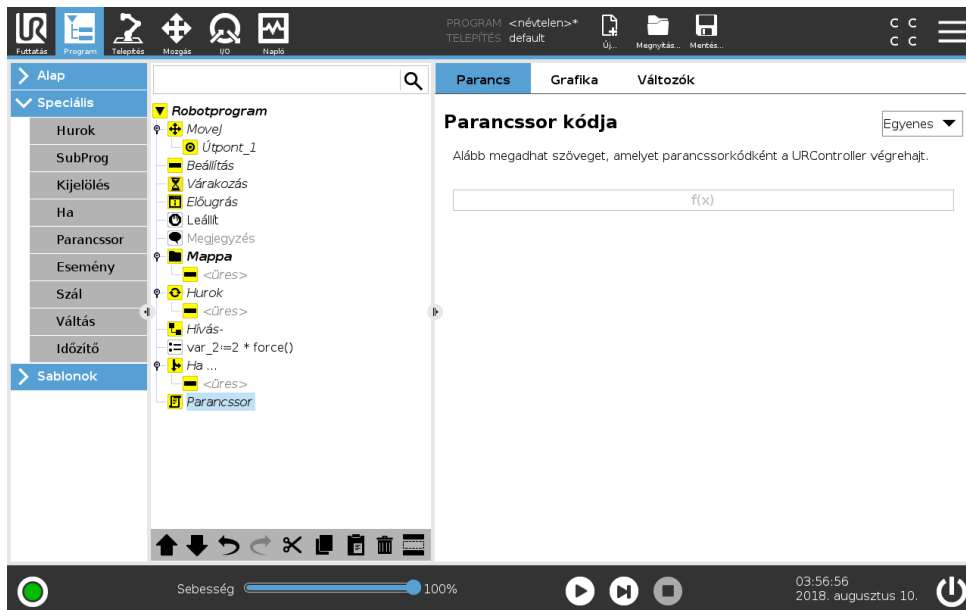 PROGRAM <névtelen>*
TELEPÍTÉS default
Futtatás Program Telepítés Mozgás I/O Napló Új... Megnyitás... Mentés...
C C
C C
Alap
Speciális
Hurok
SubProg
Kijelölés
Ha
Parancssor
Esemény
Szál
Váltás
Időzítő
Sablonok
Robotprogram
MoveJ
Útpont_1
Beállítás
Várakozás
Előugrás
Leállít
Megjegyzés
Mappa
<üres>
Hurok
<üres>
Hívás-
var_2:=2 * force()
Ha ...
<üres>
Parancssor
Parancs Grafika Változók
Parancssor kódja
Egyenes
Alább megadhat szöveget, amelyet parancssorkódként a URController végrehajt.
f(x)
Sebesség 100%
03:56:56
2018. augusztus 10.